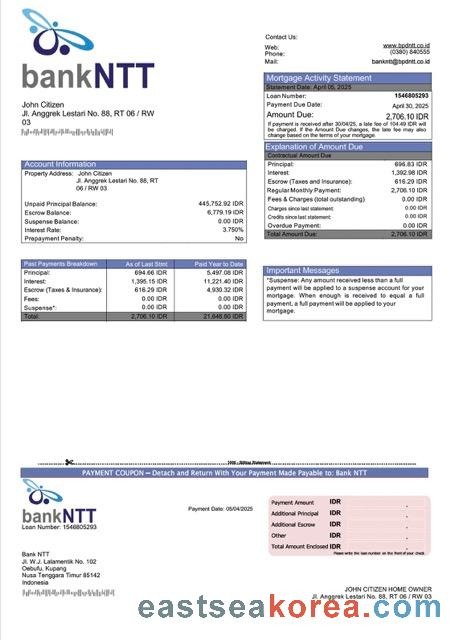 bankNTT
Contact Us:
Web: www.bpdntt.co.id
Phone: (0380) 840555
Mail: bankntt@bpdntt.co.id
John Citizen
Jl. Anggrek Lestari No. 88, RT 06 / RW
03
Mortgage Activity Statement
Statement Date: April 05, 2025
Loan Number: 1546805293
Payment Due Date: April 30, 2025
Amount Due: 2,706.10 IDR
If payment is received after 30/04/25, a late fee of 104.49 IDR will
be charged. If the Amount Due changes, the late fee may also
change based on the terms of your mortgage.
Explanation of Amount Due
Contractual Amount Due
Principal: 696.83 IDR
Interest: 1,392.98 IDR
Escrow (Taxes and Insurance): 616.29 IDR
Regular Monthly Payment: 2,706.10 IDR
Fees & Charges (total outstanding) 0.00 IDR
Charges since last statement: 0.00 IDR
Credits since last statement: 0.00 IDR
Overdue Payment: 0.00 IDR
Total Amount Due: 2,706.10 IDR
Account Information
Property Address: John Citizen
Jl. Anggrek Lestari No. 88, RT
06 / RW 03
Unpaid Principal Balance: 445,752.92 IDR
Escrow Balance: 6,779.19 IDR
Suspense Balance: 0.00 IDR
Interest Rate: 3.750%
Prepayment Penalty: No
Past Payments Breakdown As of Last Stmt Paid Year to Date
Principal: 694.66 IDR 5,497.08 IDR
Interest: 1,395.15 IDR 11,221.40 IDR
Escrow (Taxes & Insurance): 616.29 IDR 4,930.32 IDR
Fees: 0.00 IDR 0.00 IDR
Suspense*: 0.00 IDR 0.00 IDR
Total: 2,706.10 IDR 21,648.80 IDR
Important Messages
*Suspense: Any amount received less than a full
payment will be applied to a suspense account for your
mortgage. When enough is received to equal a full
payment, a full payment will be applied to your
mortgage.
Billing Statement
PAYMENT COUPON – Detach and Return With Your Payment Made Payable to: Bank NTT
bankNTT
Loan Number: 1546805293
Payment Date: 05/04/2025
Payment Amount IDR .
Additional Principal IDR .
Additional Escrow IDR .
Other IDR .
Total Amount Enclosed IDR .
Please write the loan number on the front of your check.
Bank NTT
Jl. W.J. Lalamentik No. 102
Oebufu, Kupang
Nusa Tenggara Timur 85142
Indonesia
JOHN CITIZEN HOME OWNER
Jl. Anggrek Lestari No. 88, RT 06 / RW 03
eastseakorea.com